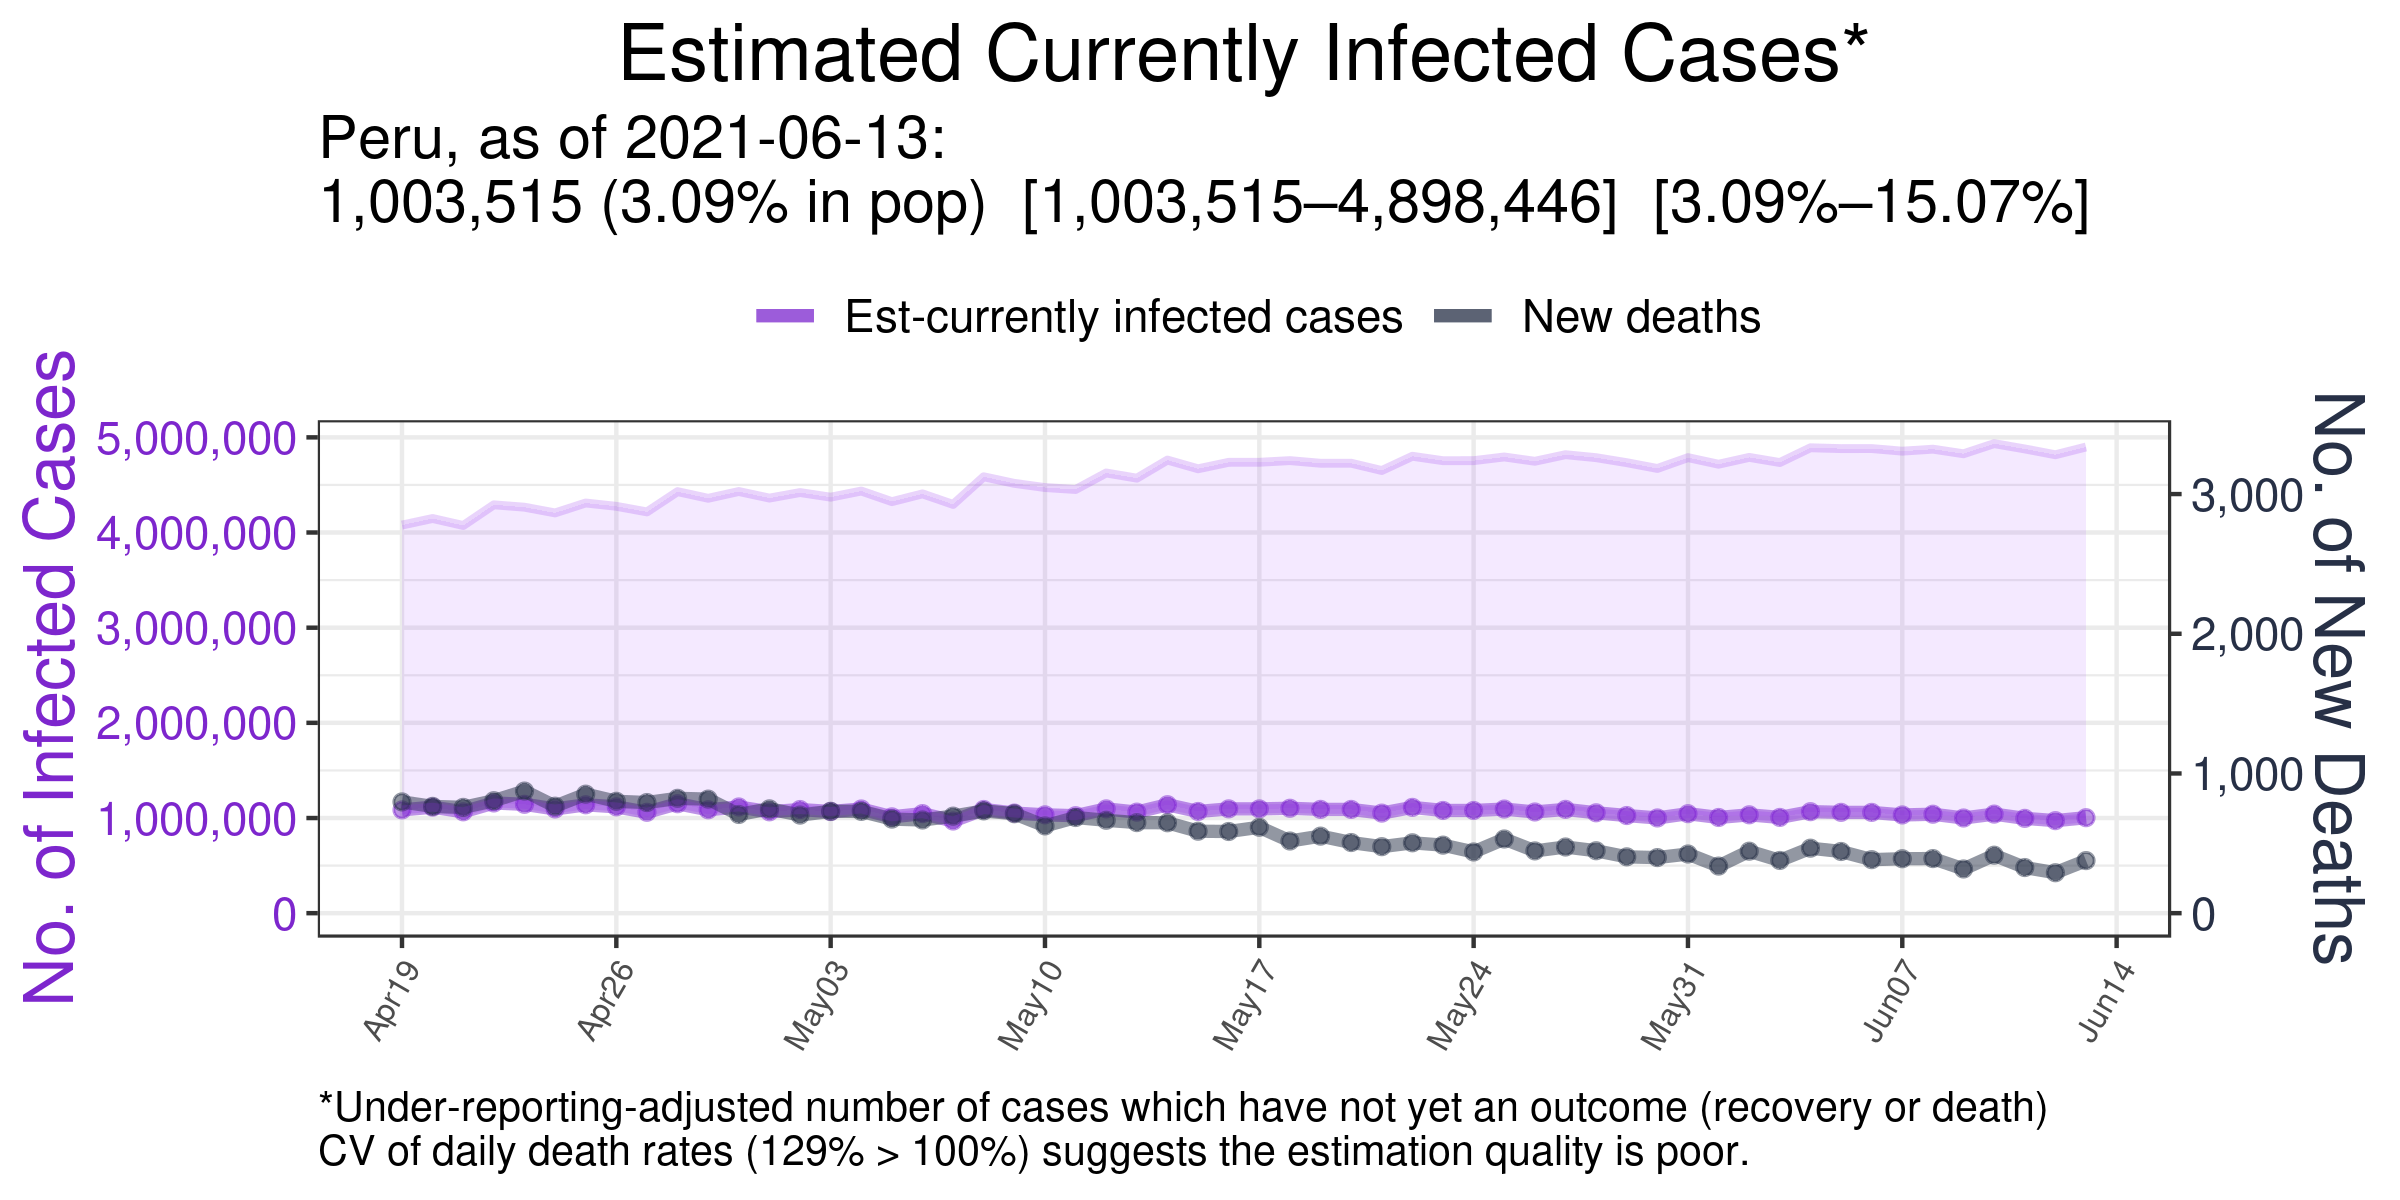 Estimated Currently Infected Cases*
Peru, as of 2021-06-13:
1,003,515 (3.09% in pop)  [1,003,515–4,898,446]  [3.09%–15.07%]
Est-currently infected cases
New deaths
No. of Infected Cases
5,000,000
4,000,000
3,000,000
2,000,000
1,000,000
0
3,000
2,000
1,000
0
No. of New Deaths
Apr19
Apr26
May03
May10
May17
May24
May31
Jun07
Jun14
*Under-reporting-adjusted number of cases which have not yet an outcome (recovery or death)
CV of daily death rates (129% > 100%) suggests the estimation quality is poor.